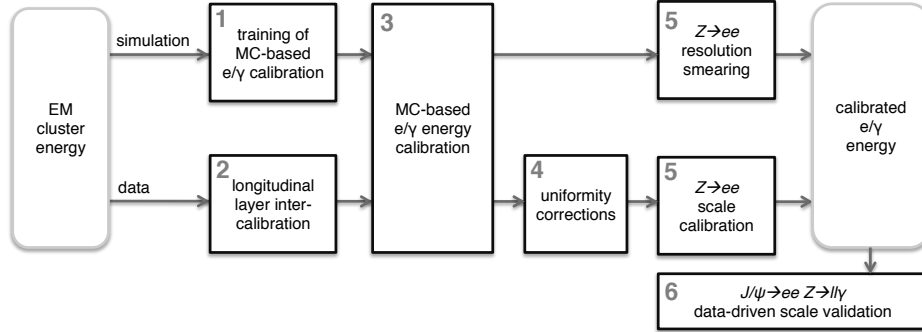 EM
cluster
energy
simulation
data
1
training of
MC-based
e/γ calibration
2
longitudinal
layer inter-
calibration
3
MC-based
e/γ energy
calibration
4
uniformity
corrections
5
Z→ee
resolution
smearing
5
Z→ee
scale
calibration
calibrated
e/γ
energy
6
J/ψ→ee Z→llγ
data-driven scale validation